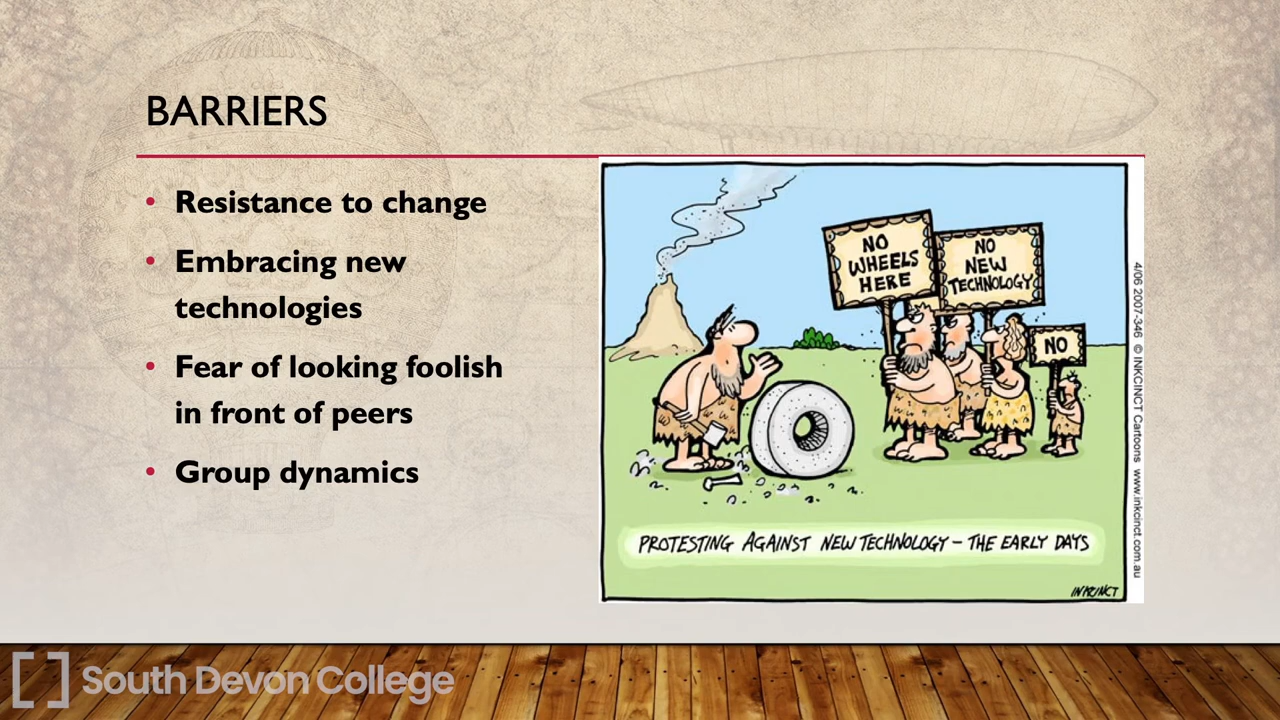 BARRIERS
• Resistance to change
• Embracing new
technologies
• Fear of looking foolish
in front of peers
• Group dynamics
NO
WHEELS
HERE
NO
NEW
TECHNOLOGY
NO
PROTESTING AGAINST NEW TECHNOLOGY – THE EARLY DAYS
INKCINCT
4/06 2007-346 © INKCINCT Cartoons www.inkcinct.com.au
[ ] South Devon College